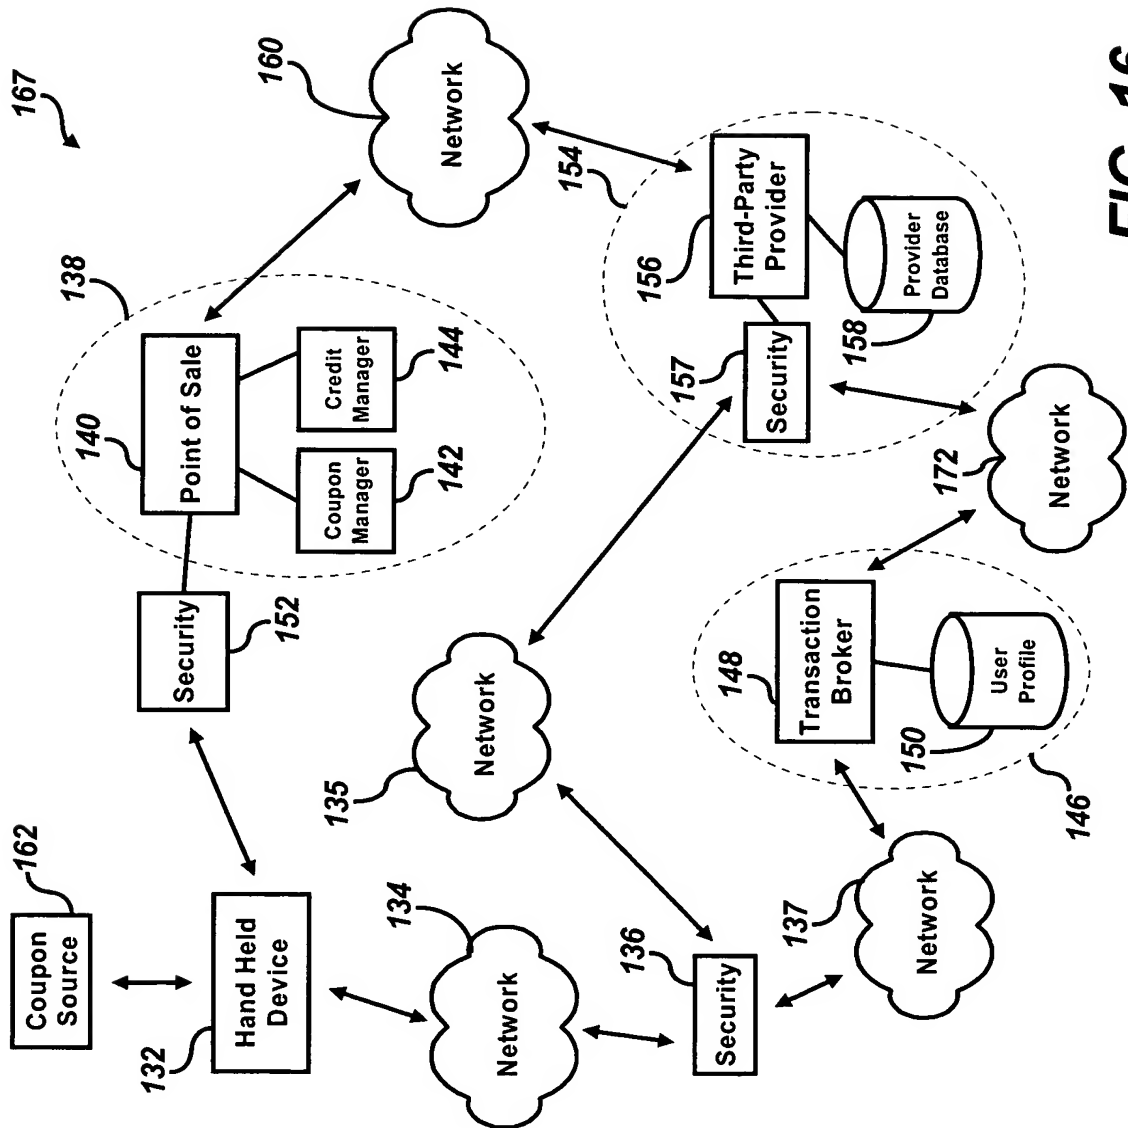 167
162
Coupon
Source
138
140
Point of Sale
132
Hand Held
Device
Security
152
160
Coupon
Manager
Credit
Manager
142
144
Network
134
135
Network
Network
154
156
Third-Party
Provider
136
157
Security
Security
148
Transaction
Broker
158
Provider
Database
137
Network
150
User
Profile
172
Network
146
FIG. 16